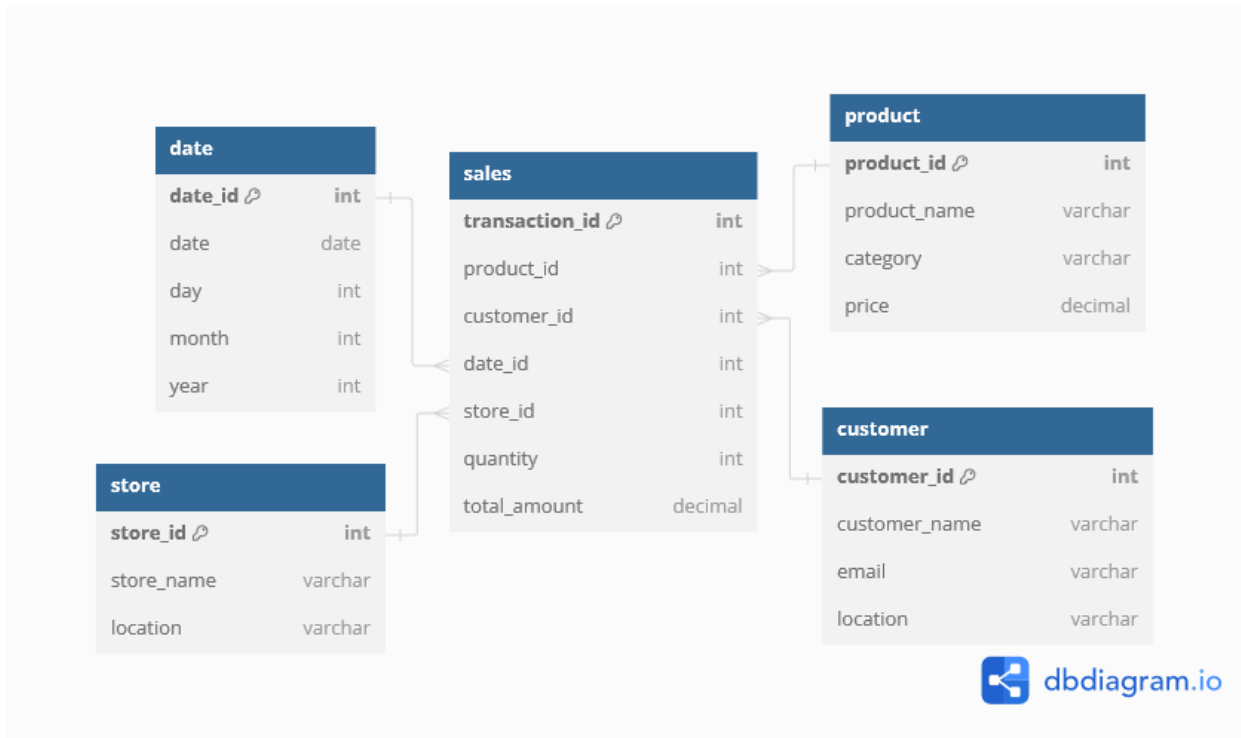 date
date_id int
date date
day int
month int
year int
store
store_id int
store_name varchar
location varchar
sales
transaction_id int
product_id int
customer_id int
date_id int
store_id int
quantity int
total_amount decimal
product
product_id int
product_name varchar
category varchar
price decimal
customer
customer_id int
customer_name varchar
email varchar
location varchar
dbdiagram.io